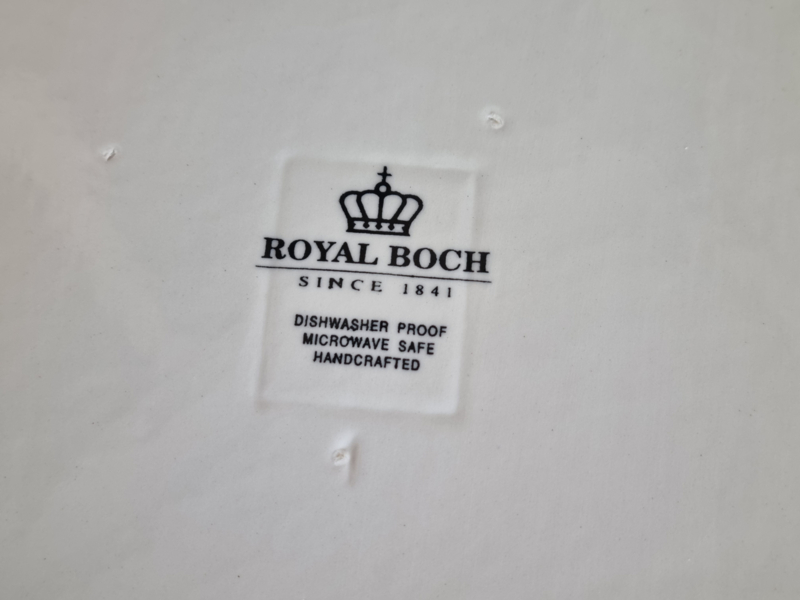 ROYAL BOCH
SINCE 1841
DISHWASHER PROOF
MICROWAVE SAFE
HANDCRAFTED